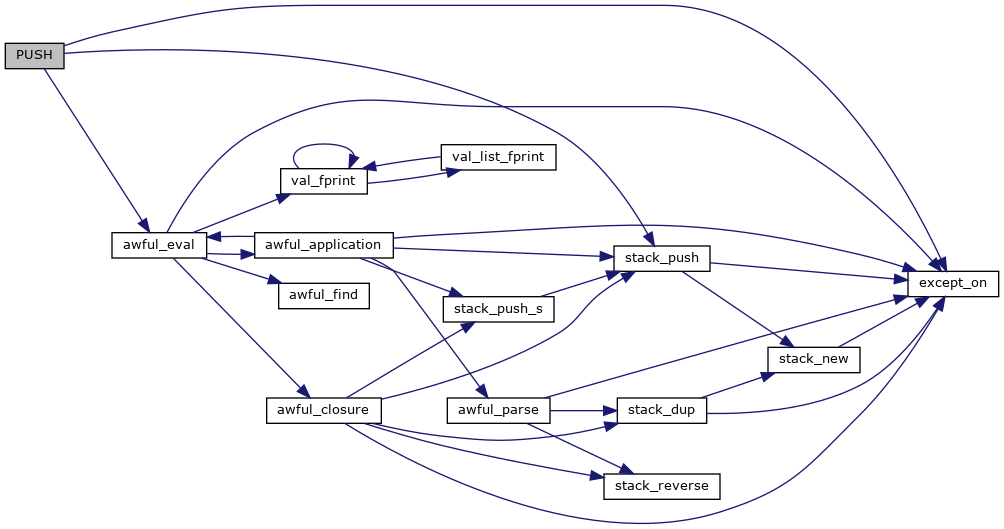 PUSH
val_list_fprint
val_fprint
awful_eval
awful_application
stack_push
except_on
awful_find
stack_push_s
stack_new
awful_closure
awful_parse
stack_dup
stack_reverse